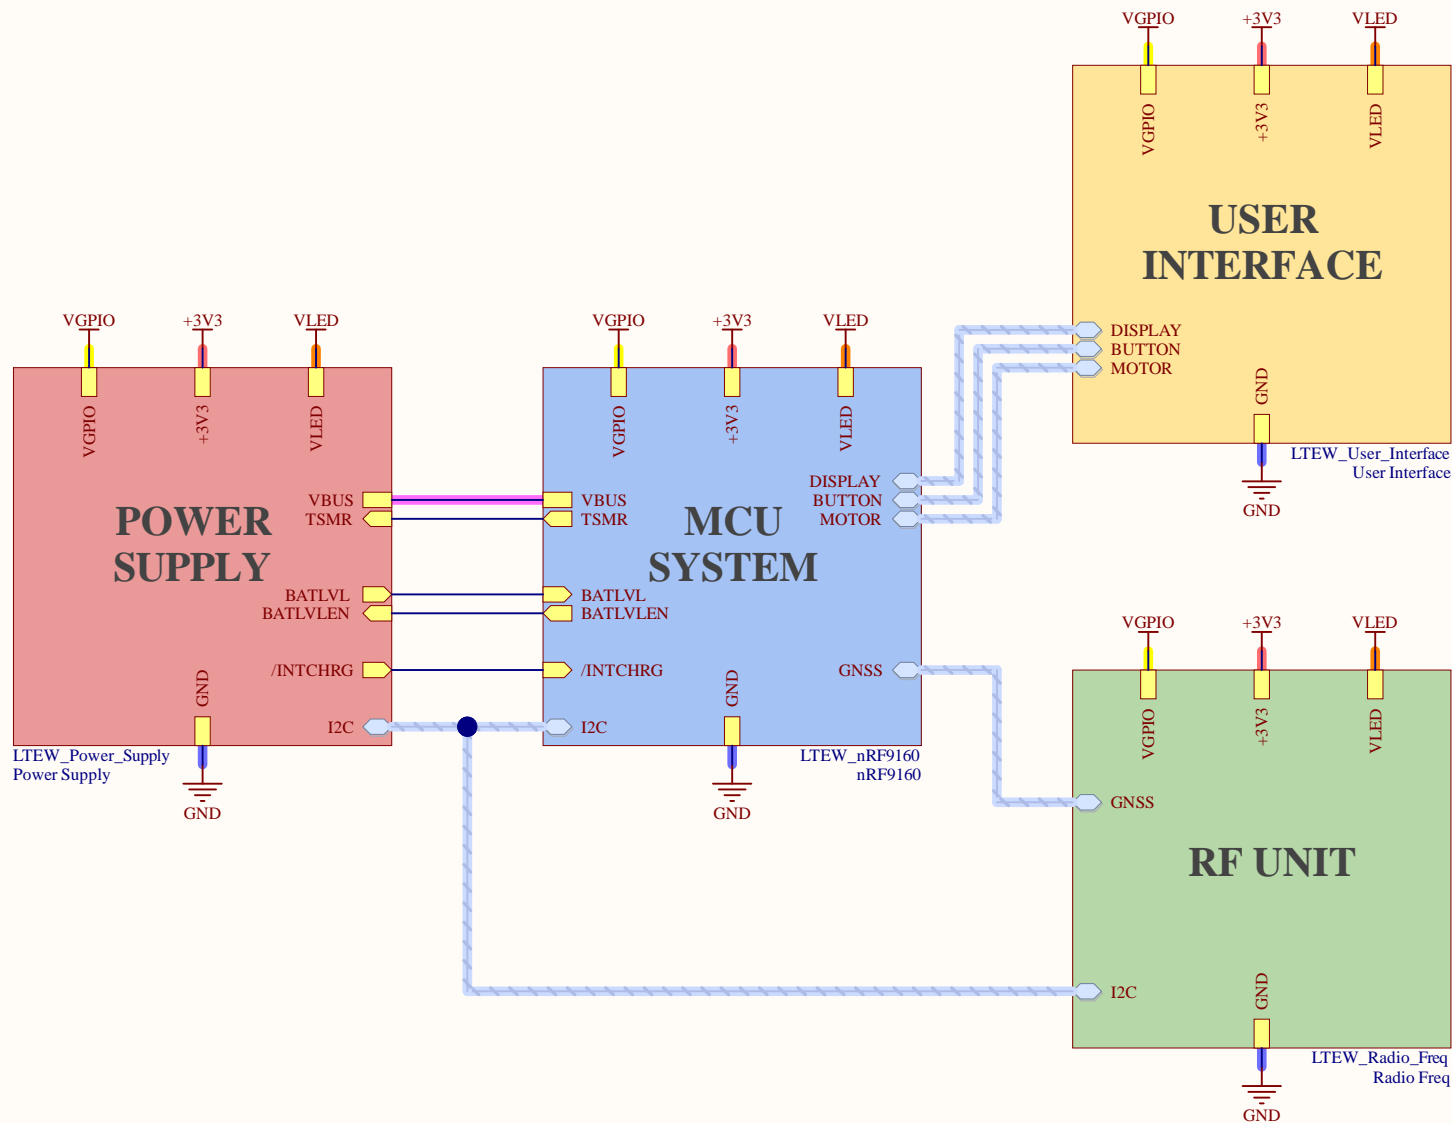 VGPIO +3V3 VLED
VGPIO +3V3 VLED
USER
INTERFACE
DISPLAY
BUTTON
MOTOR
GND
LTEW_User_Interface
User Interface
GND
VGPIO +3V3 VLED
VGPIO +3V3 VLED
VBUS
TSMR
POWER
SUPPLY
BATLVL
BATLVLEN
/INTCHRG
GND
I2C
LTEW_Power_Supply
Power Supply
GND
VGPIO +3V3 VLED
VGPIO +3V3 VLED
DISPLAY
BUTTON
MOTOR
VBUS
TSMR
MCU
SYSTEM
BATLVL
BATLVLEN
/INTCHRG
GNSS
GND
I2C
LTEW_nRF9160
nRF9160
GND
VGPIO +3V3 VLED
VGPIO +3V3 VLED
GNSS
RF UNIT
I2C
GND
LTEW_Radio_Freq
Radio Freq
GND